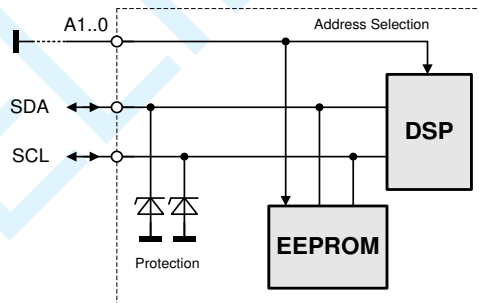 A1..0
Address Selection
SDA
DSP
SCL
EEPROM
Protection